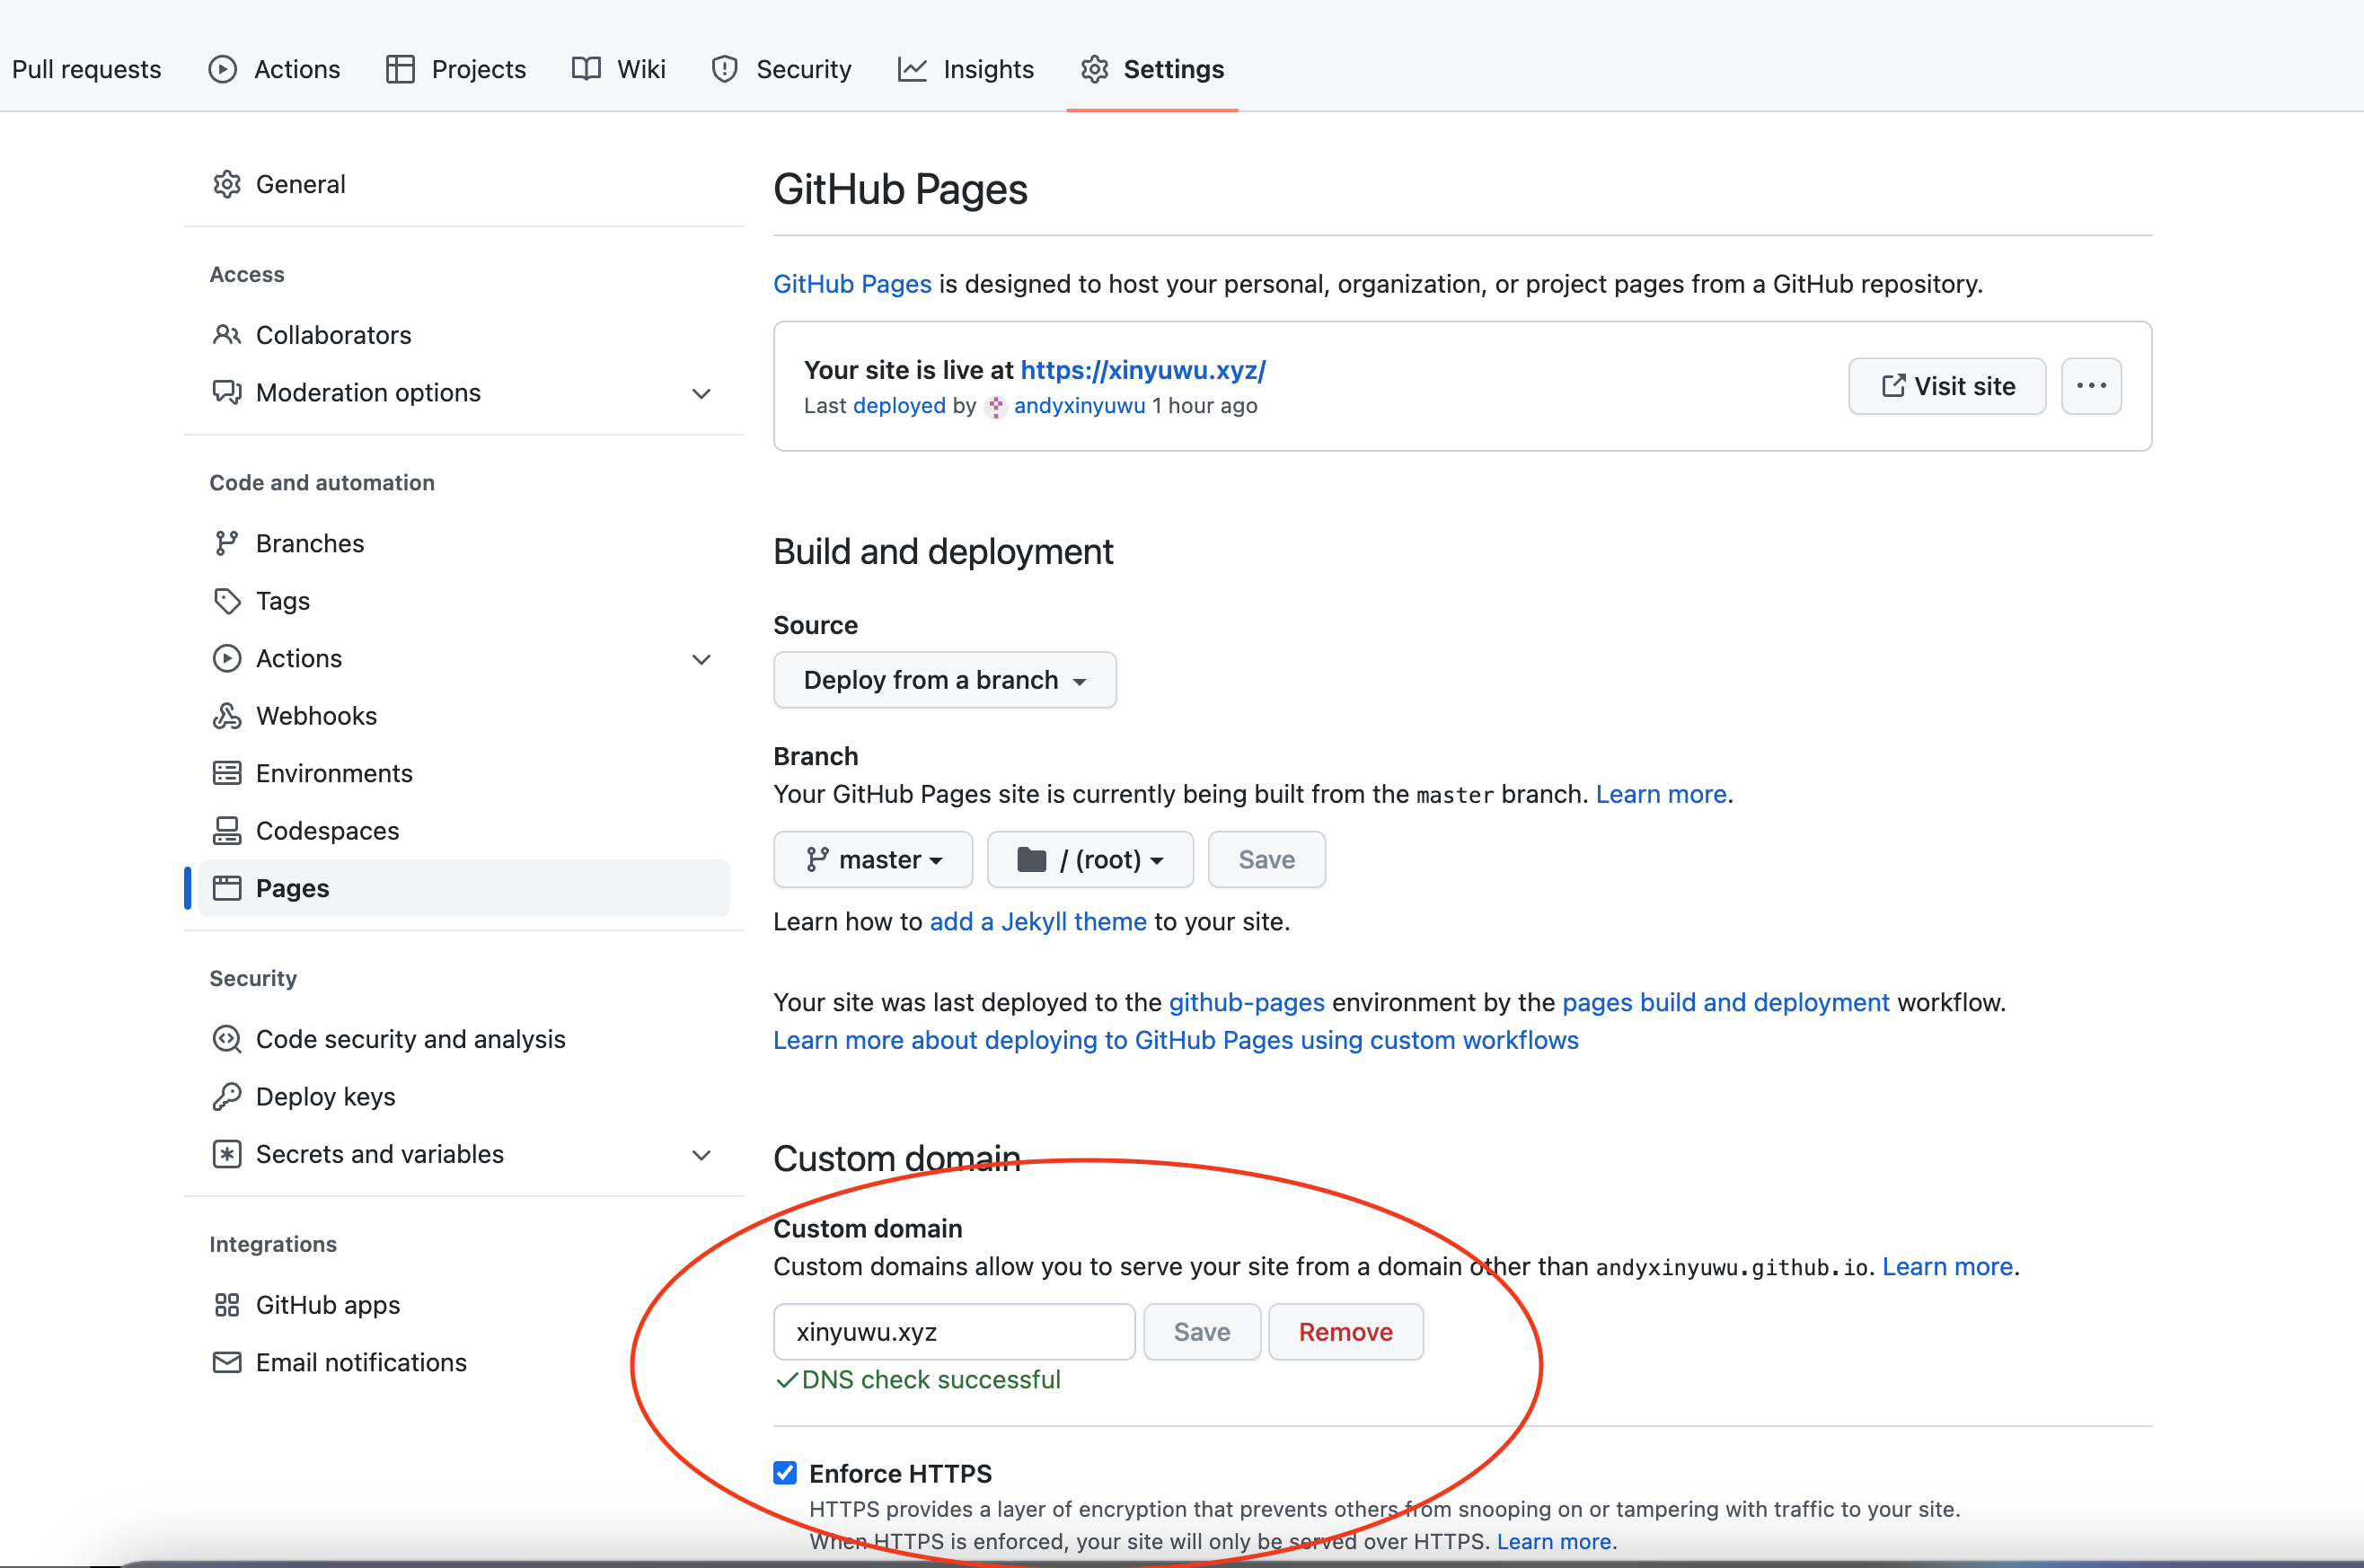 Pull requests Actions Projects Wiki Security Insights Settings
General
Access
Collaborators
Moderation options
Code and automation
Branches
Tags
Actions
Webhooks
Environments
Codespaces
Pages
Security
Code security and analysis
Deploy keys
Secrets and variables
Integrations
GitHub apps
Email notifications
GitHub Pages
GitHub Pages is designed to host your personal, organization, or project pages from a GitHub repository.
Your site is live at https://xinyuwu.xyz/
Last deployed by andyxinyuwu 1 hour ago
Visit site
Build and deployment
Source
Deploy from a branch
Branch
Your GitHub Pages site is currently being built from the master branch. Learn more.
master / (root) Save
Learn how to add a Jekyll theme to your site.
Your site was last deployed to the github-pages environment by the pages build and deployment workflow.
Learn more about deploying to GitHub Pages using custom workflows
Custom domain
Custom domain
Custom domains allow you to serve your site from a domain other than andyxinyuwu.github.io. Learn more.
xinyuwu.xyz Save Remove
DNS check successful
Enforce HTTPS
HTTPS provides a layer of encryption that prevents others from snooping on or tampering with traffic to your site.
When HTTPS is enforced, your site will only be served over HTTPS. Learn more.